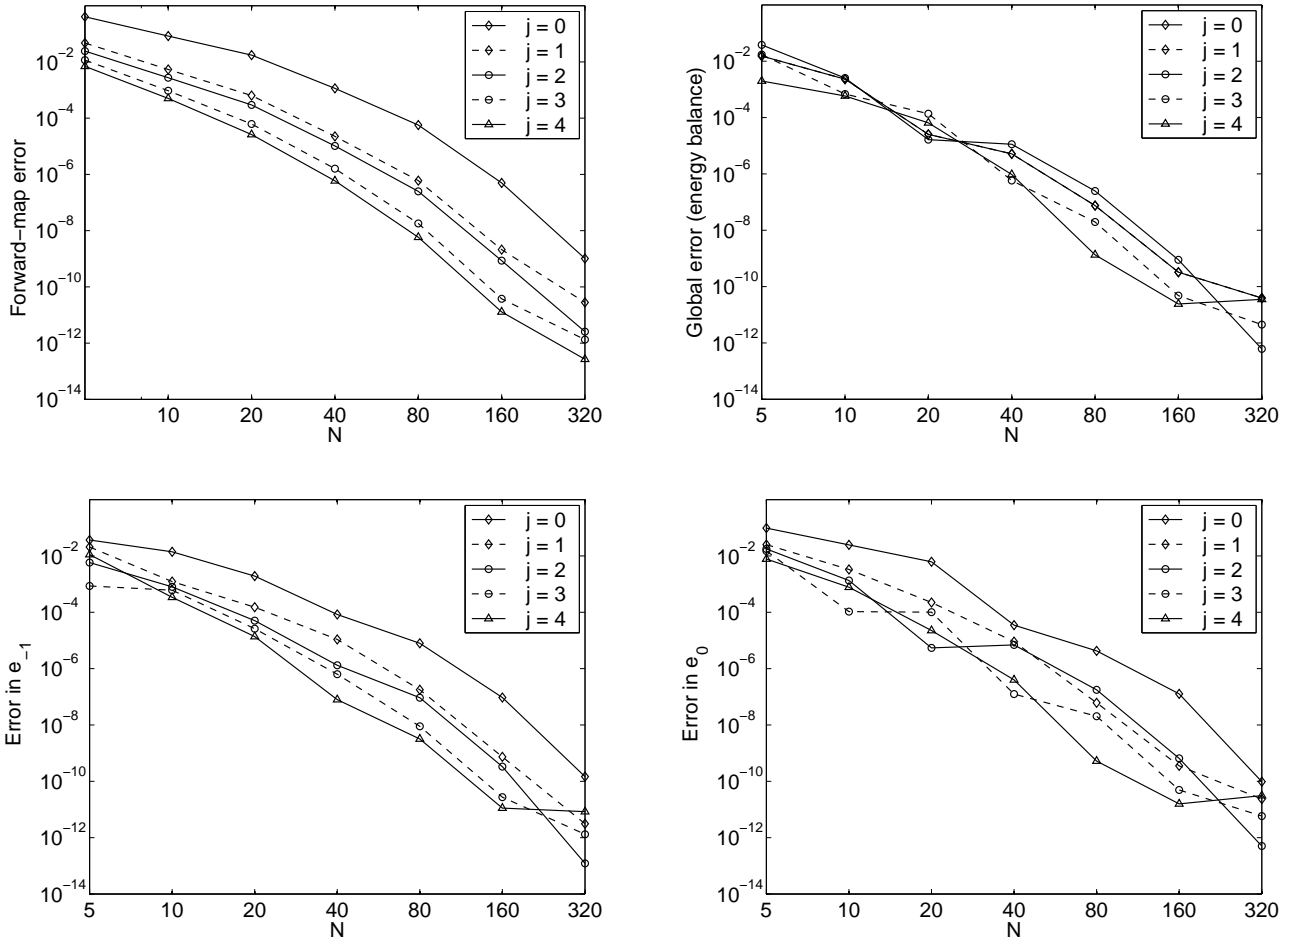 j = 0
j = 1
j = 2
j = 3
j = 4
10^{-2}
10^{-4}
10^{-6}
10^{-8}
10^{-10}
10^{-12}
10^{-14}
Forward−map error
10 20 40 80 160 320
N
j = 0
j = 1
j = 2
j = 3
j = 4
10^{-2}
10^{-4}
10^{-6}
10^{-8}
10^{-10}
10^{-12}
10^{-14}
Global error (energy balance)
5 10 20 40 80 160 320
N
j = 0
j = 1
j = 2
j = 3
j = 4
10^{-2}
10^{-4}
10^{-6}
10^{-8}
10^{-10}
10^{-12}
10^{-14}
Error in e_{-1}
5 10 20 40 80 160 320
N
j = 0
j = 1
j = 2
j = 3
j = 4
10^{-2}
10^{-4}
10^{-6}
10^{-8}
10^{-10}
10^{-12}
10^{-14}
Error in e_0
5 10 20 40 80 160 320
N